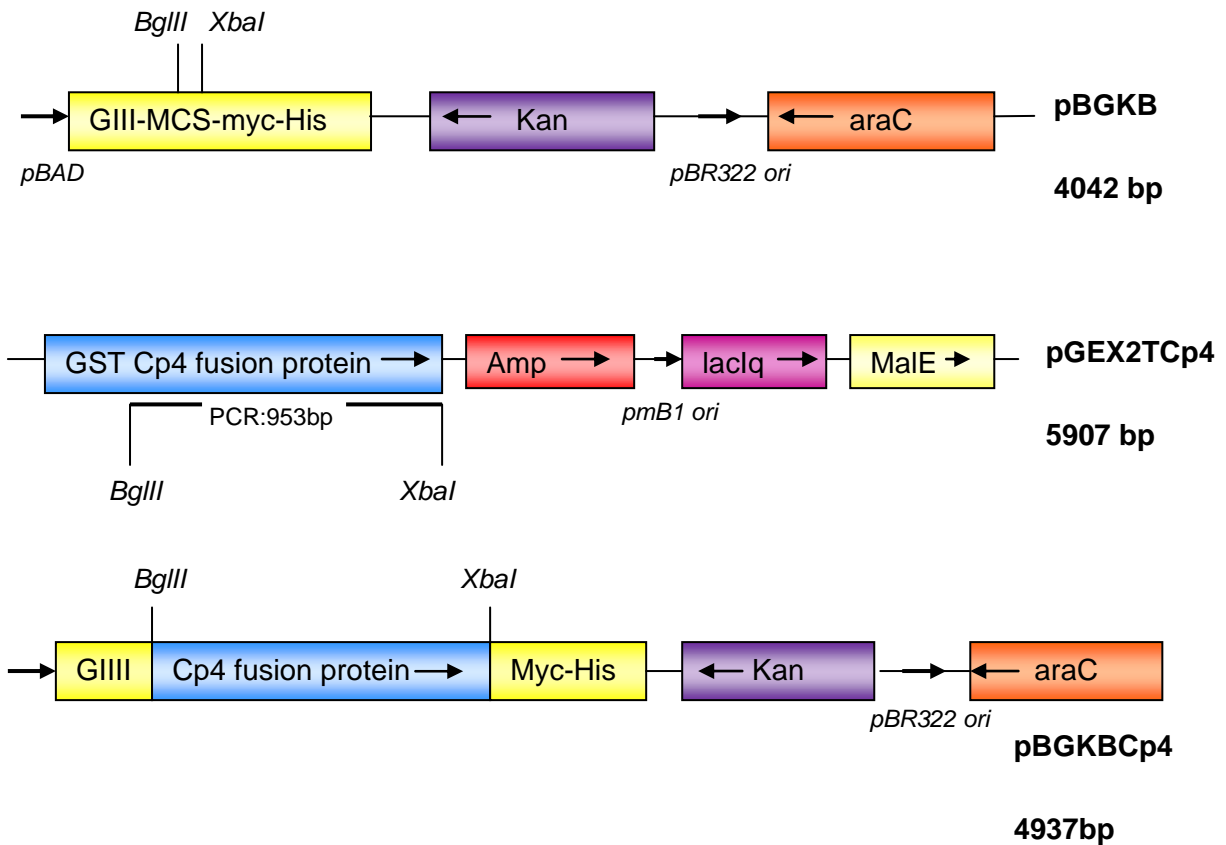 BglII XbaI
GIII-MCS-myc-His Kan araC pBGKB
pBAD pBR322 ori
4042 bp
GST Cp4 fusion protein Amp lacIq MalE pGEX2TCp4
PCR:953bp pmB1 ori
5907 bp
BglII XbaI
BglII XbaI
GIIII Cp4 fusion protein Myc-His Kan araC
pBR322 ori
pBGKBCp4
4937bp